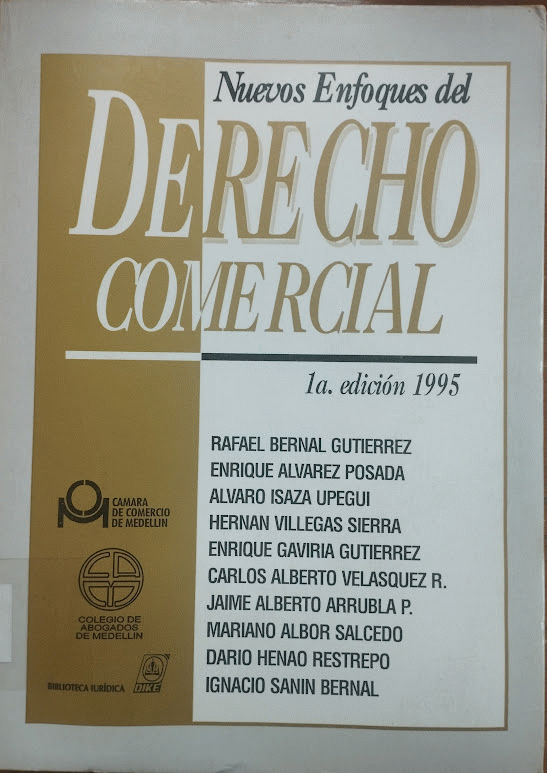 Nuevos Enfoques del
DERECHO
COMERCIAL
1a. edición 1995
RAFAEL BERNAL GUTIERREZ
ENRIQUE ALVAREZ POSADA
ALVARO ISAZA UPEGUI
HERNAN VILLEGAS SIERRA
ENRIQUE GAVIRIA GUTIERREZ
CARLOS ALBERTO VELASQUEZ R.
JAIME ALBERTO ARRUBLA P.
MARIANO ALBOR SALCEDO
DARIO HENAO RESTREPO
IGNACIO SANIN BERNAL
CAMARA
DE COMERCIO
DE MEDELLIN
COLEGIO DE
ABOGADOS
DE MEDELLIN
BIBLIOTECA JURÍDICA
DIKE